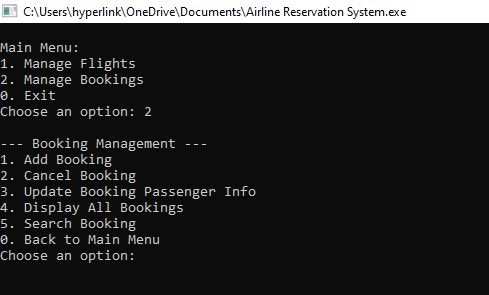 C:\Users\hyperlink\OneDrive\Documents\Airline Reservation System.exe
Main Menu:
1. Manage Flights
2. Manage Bookings
0. Exit
Choose an option: 2
--- Booking Management ---
1. Add Booking
2. Cancel Booking
3. Update Booking Passenger Info
4. Display All Bookings
5. Search Booking
0. Back to Main Menu
Choose an option: